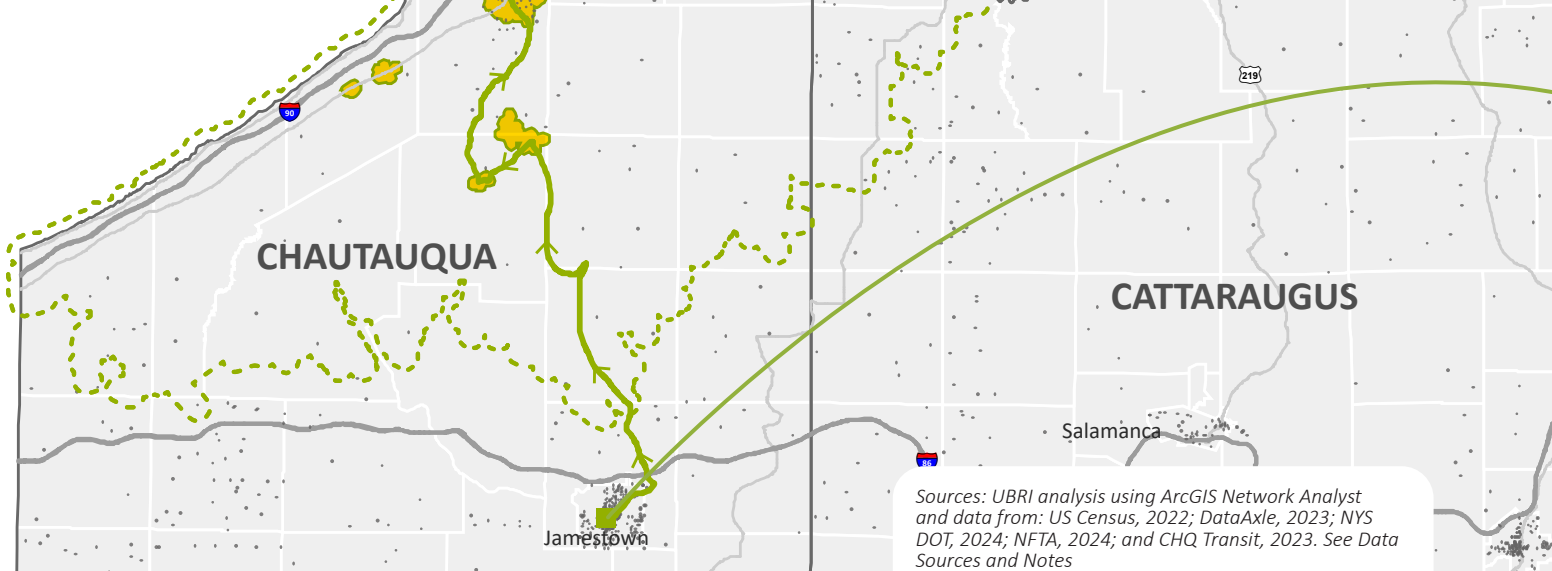 219
90
CHAUTAUQUA
CATTARAUGUS
Salamanca
86
Sources: UBRI analysis using ArcGIS Network Analyst
and data from: US Census, 2022; DataAxle, 2023; NYS
DOT, 2024; NFTA, 2024; and CHQ Transit, 2023. See Data
Sources and Notes
Jamestown